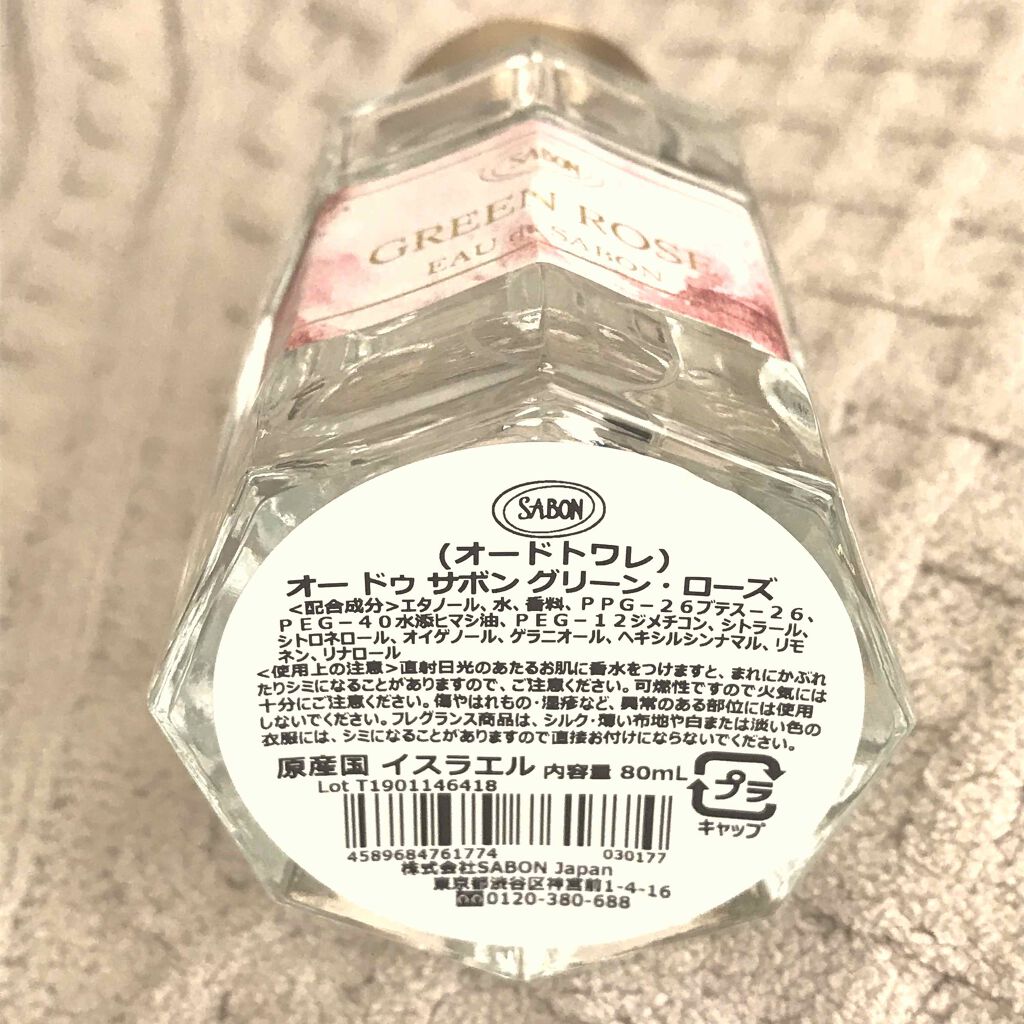 SABON
GREEN ROSE
EAU de SABON
SABON
(オードトワレ)
オー ドゥ サボン グリーン・ローズ
<配合成分>エタノール、水、香料、PPG-26ブテス-26、
PEG-40水添ヒマシ油、PEG-12ジメチコン、シトラール、
シトロネロール、オイゲノール、ゲラニオール、ヘキシルシンナマル、リモ
ネン、リナロール
<使用上の注意>直射日光のあたるお肌に香水をつけますと、まれにかぶれ
たりシミになることがありますので、ご注意ください。可燃性ですので火気には
十分にご注意ください。傷やはれもの・湿疹など、異常のある部位には使用
しないでください。フレグランス商品は、シルク・薄い布地や白または淡い色の
衣服には、シミになることがありますので直接お付けにならないでください。
原産国 イスラエル 内容量 80mL
プラ
キャップ
Lot T1901146418
4589684761774 030177
株式会社SABON Japan
東京都渋谷区神宮前1-4-16
0120-380-688